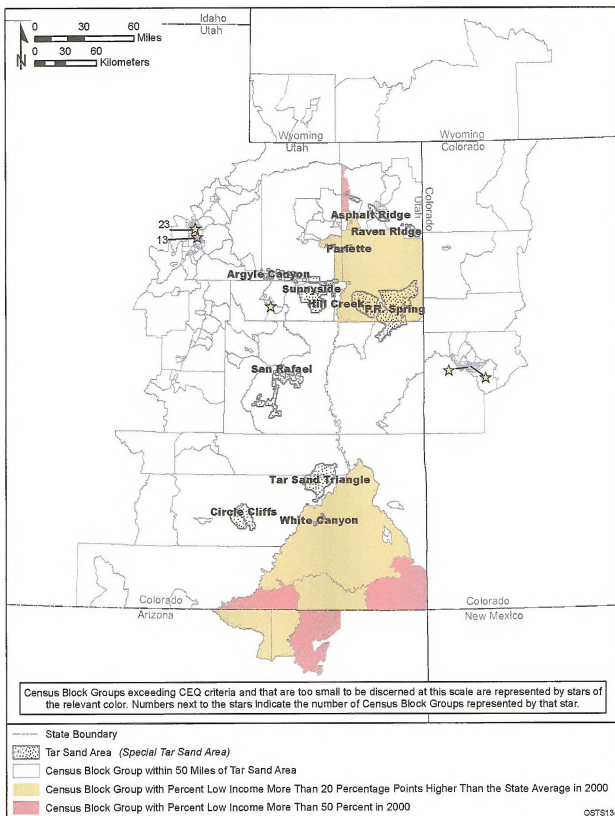 Idaho
Utah
0 30 60
Miles
0 30 60
Kilometers
N
Wyoming
Utah
Wyoming
Colorado
Colorado
Utah
Asphalt Ridge
Raven Ridge
23
13
Pariette
Argyle Canyon
Sunnyside
Hill Creek
P.R. Spring
San Rafael
Tar Sand Triangle
Circle Cliffs
White Canyon
Colorado
Arizona
Colorado
New Mexico
Census Block Groups exceeding CEQ criteria and that are too small to be discerned at this scale are represented by stars of
the relevant color. Numbers next to the stars indicate the number of Census Block Groups represented by that star.
State Boundary
Tar Sand Area (Special Tar Sand Area)
Census Block Group within 50 Miles of Tar Sand Area
Census Block Group with Percent Low Income More Than 20 Percentage Points Higher Than the State Average in 2000
Census Block Group with Percent Low Income More Than 50 Percent in 2000
OSTS13